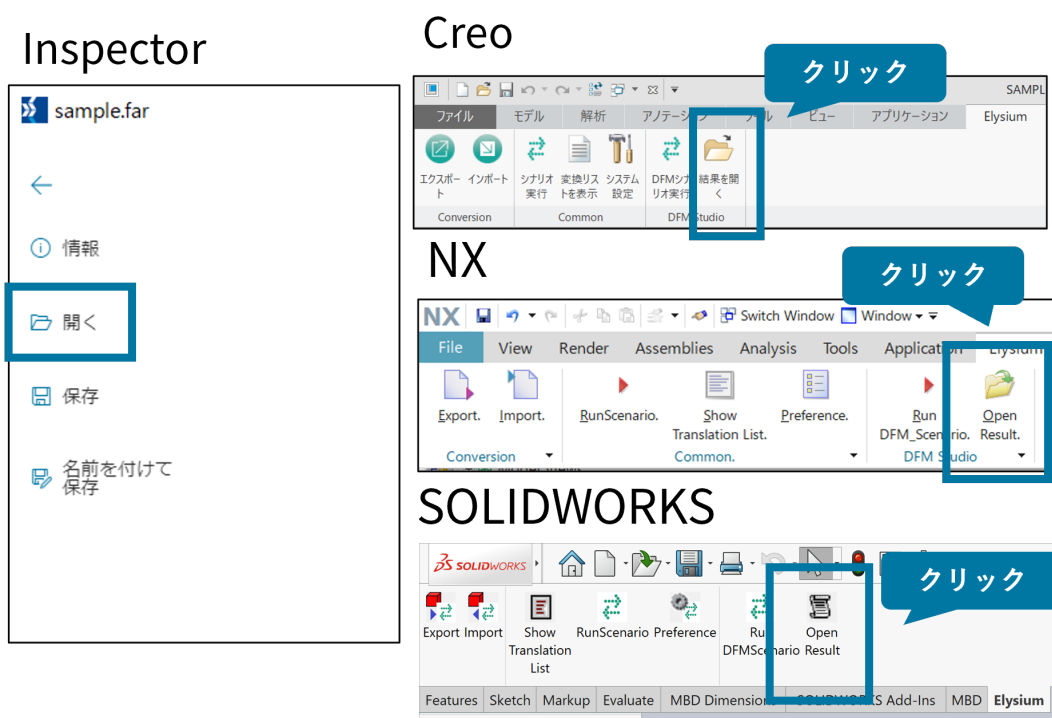 Inspector
sample.far
情報
開く
保存
名前を付けて
保存
Creo
クリック
SAMPL
ファイル
モデル
解析
アノテーション
ビュー
アプリケーション
Elysium
エクスポー
ト
インポート
シナリオ
実行
変換リス
トを表示
システム
設定
DFMシナ
リオ実行
結果を開
く
Conversion
Common
DFM Studio
NX
クリック
NX
Switch Window
Window
File
View
Render
Assemblies
Analysis
Tools
Application
Elysium
Export.
Import.
RunScenario.
Show
Translation List.
Preference.
Run
DFM_Scenario.
Open
Result.
Conversion
Common.
DFM Studio
SOLIDWORKS
クリック
SOLIDWORKS
Export
Import
Show
Translation
List
RunScenario
Preference
Run
DFMScenario
Open
Result
Features
Sketch
Markup
Evaluate
MBD Dimensions
SOLIDWORKS Add-Ins
MBD
Elysium